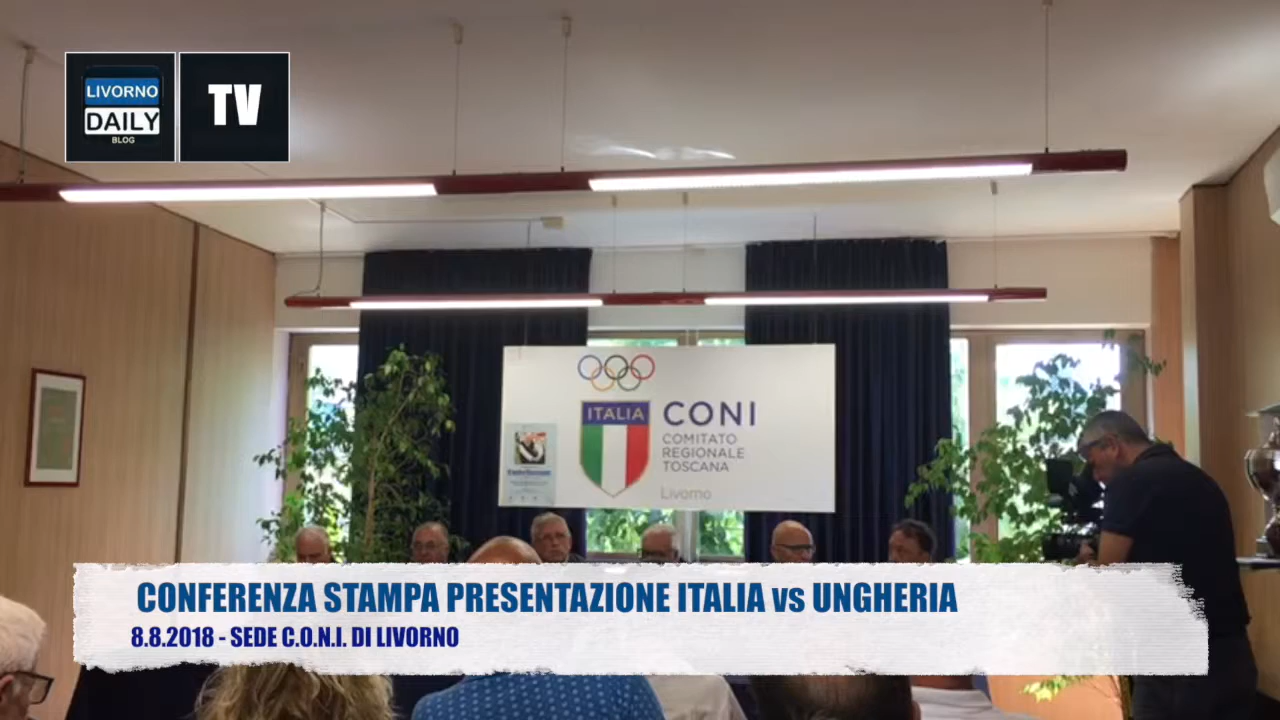 LIVORNO
DAILY
BLOG
TV
ITALIA
CONI
COMITATO
REGIONALE
TOSCANA
Livorno
CONFERENZA STAMPA PRESENTAZIONE ITALIA vs UNGHERIA
8.8.2018 - SEDE C.O.N.I. DI LIVORNO